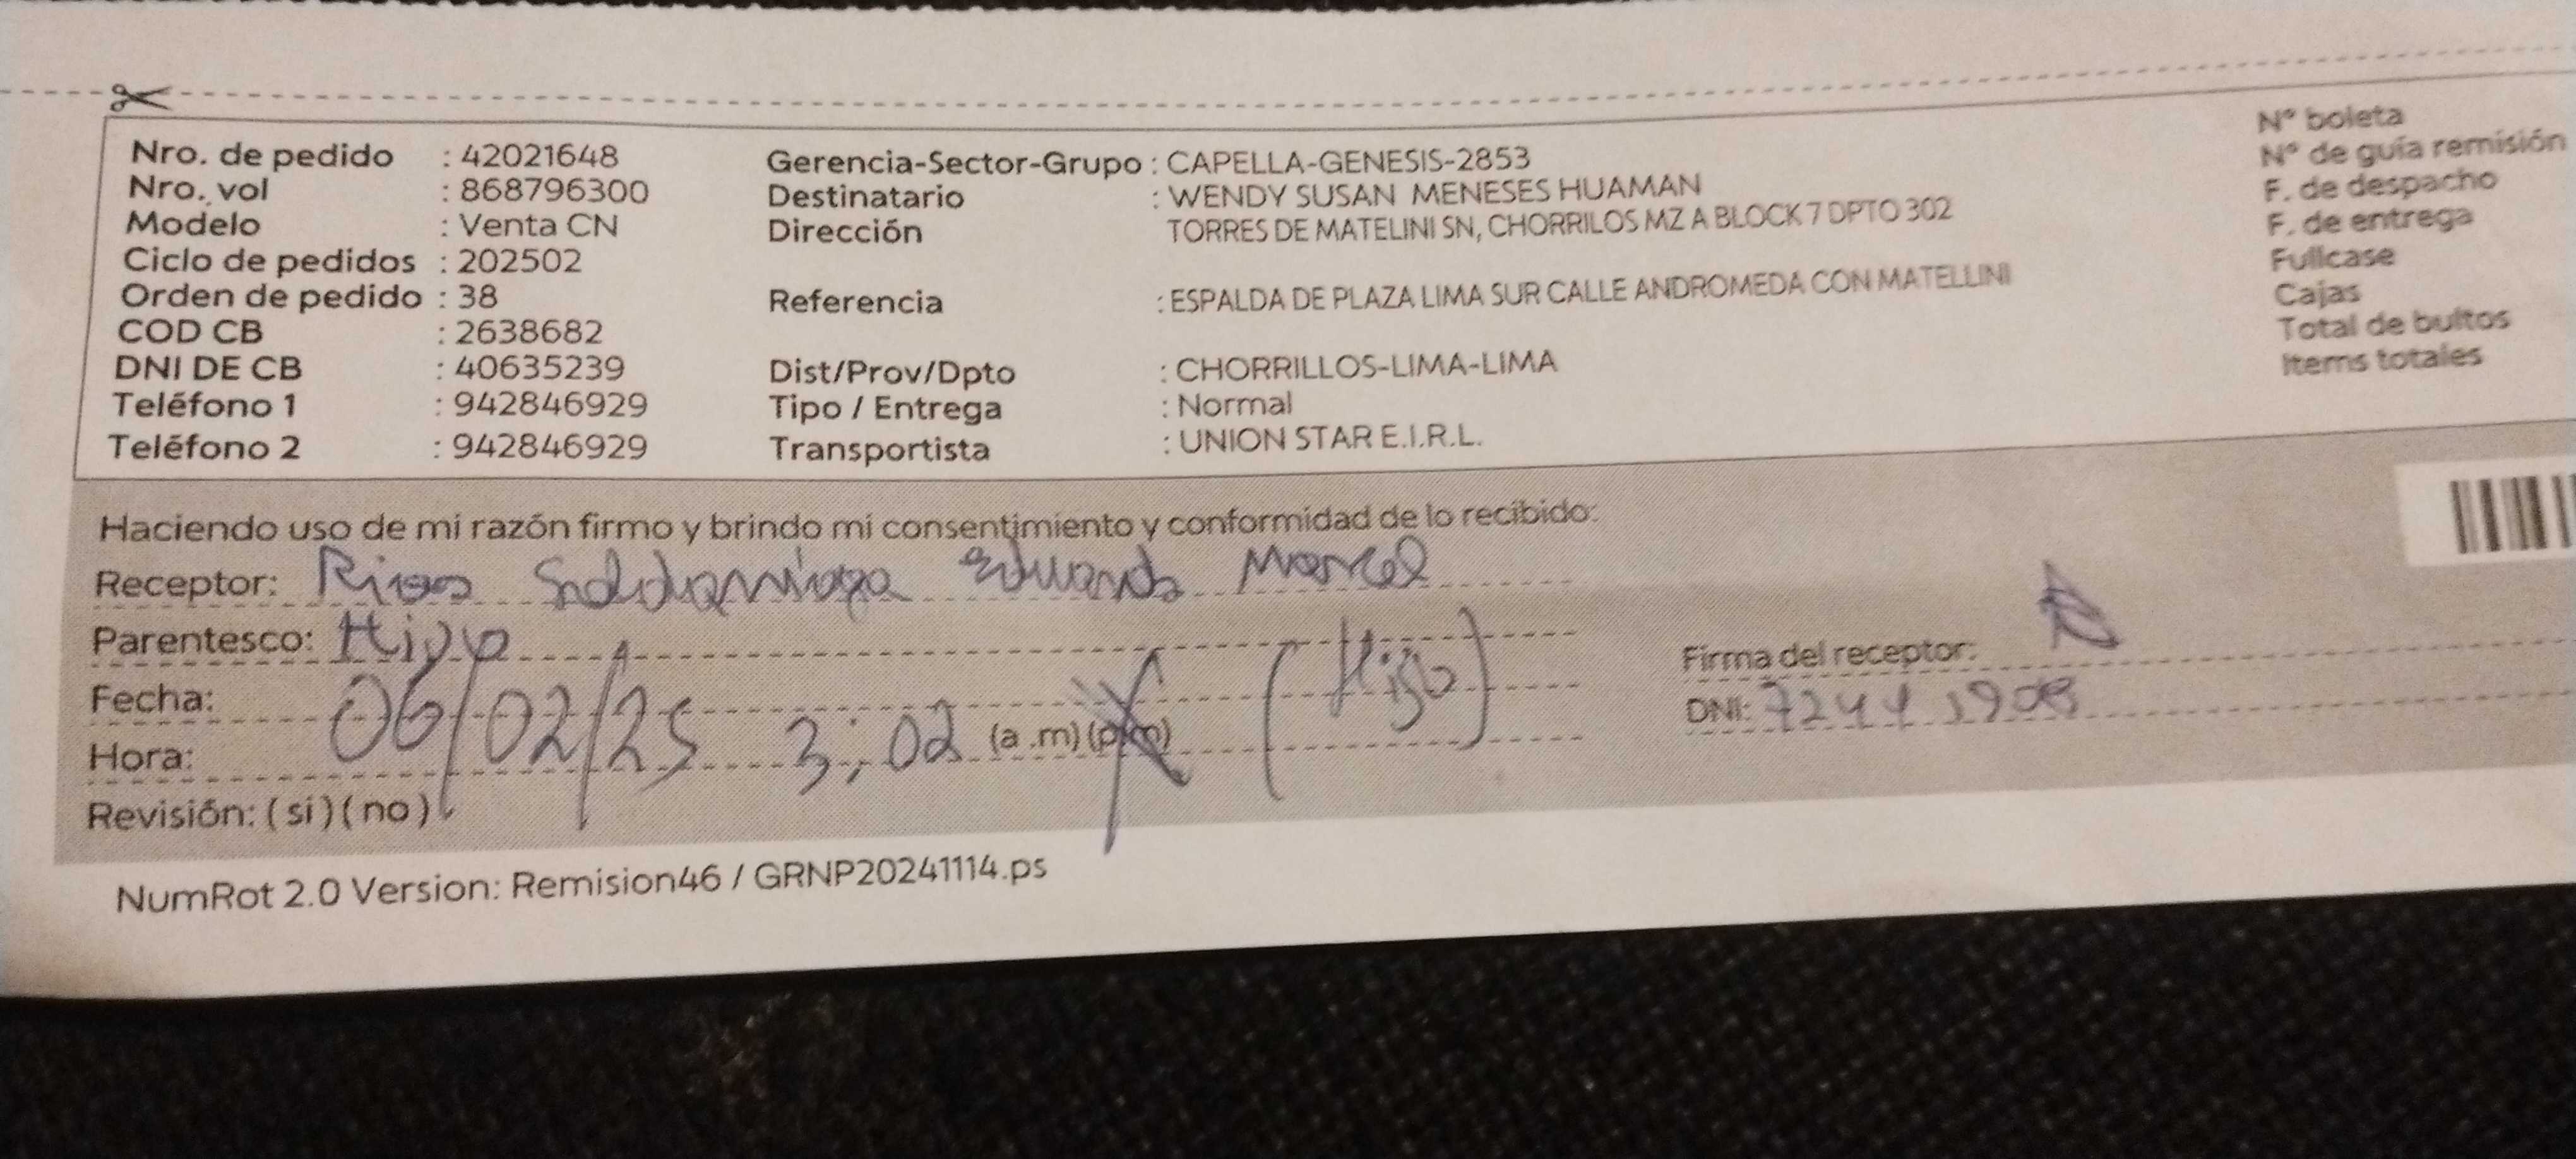 Nro. de pedido : 42021648
Nro. vol : 868796300
Modelo : Venta CN
Ciclo de pedidos : 202502
Orden de pedido : 38
COD CB : 2638682
DNI DE CB : 40635239
Teléfono 1 : 942846929
Teléfono 2 : 942846929
Gerencia-Sector-Grupo : CAPELLA-GENESIS-2853
Destinatario : WENDY SUSAN MENESES HUAMAN
Dirección TORRES DE MATELINI SN, CHORRILOS MZ A BLOCK 7 DPTO 302
Referencia : ESPALDA DE PLAZA LIMA SUR CALLE ANDROMEDA CON MATELLINI
Dist/Prov/Dpto : CHORRILLOS-LIMA-LIMA
Tipo / Entrega : Normal
Transportista : UNION STAR E.I.R.L.
N° boleta
N° de guía remisión
F. de despacho
F. de entrega
Fullcase
Cajas
Total de bultos
Items totales
Haciendo uso de mi razón firmo y brindo mi consentimiento y conformidad de lo recibido:
Receptor: Eduardo Marcel
Parentesco: Hijo
(Hijo)
Fecha: 06/02/25
Hora: 3:02 (a .m) (p.m)
Revisión: ( si ) ( no )
Firma del receptor:
DNI:
NumRot 2.0 Version: Remision46 / GRNP20241114.ps